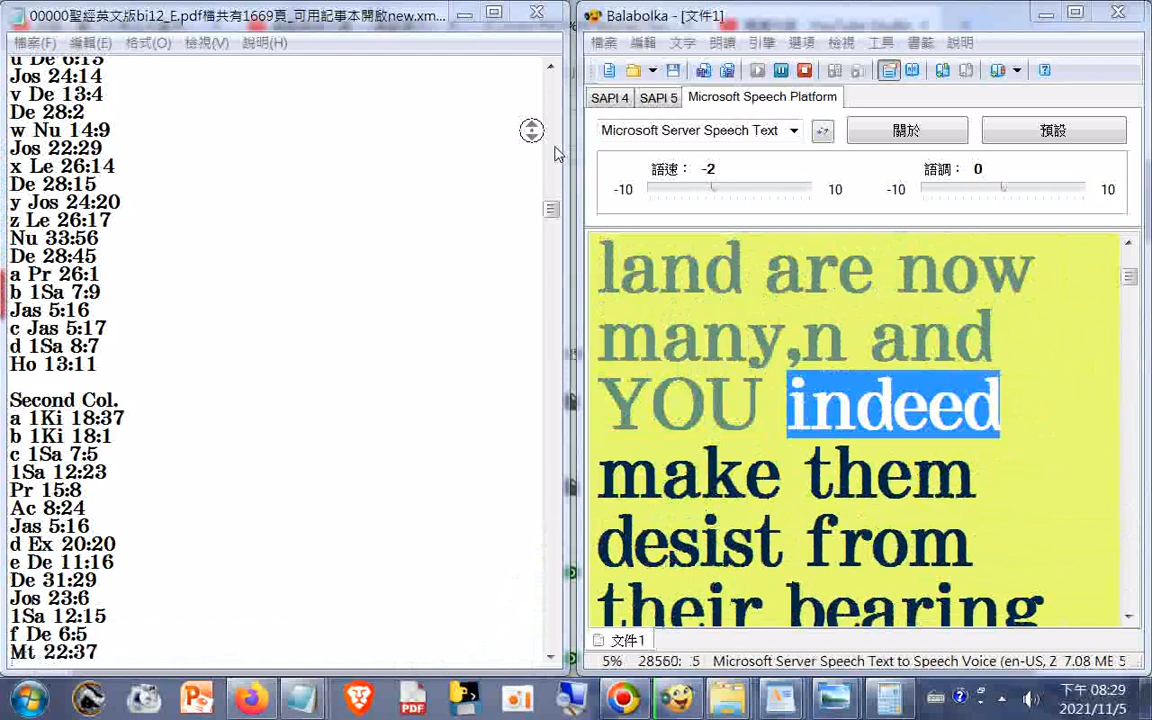 00000聖經英文版bi12_E.pdf檔共有1669頁_可用記事本開啟new.xm...
檔案(F) 編輯(E) 格式(O) 檢視(V) 說明(H)
u De 6:13
Jos 24:14
v De 13:4
De 28:2
w Nu 14:9
Jos 22:29
x Le 26:14
De 28:15
y Jos 24:20
z Le 26:17
Nu 33:56
De 28:45
a Pr 26:1
b 1Sa 7:9
Jas 5:16
c Jas 5:17
d 1Sa 8:7
Ho 13:11
Second Col.
a 1Ki 18:37
b 1Ki 18:1
c 1Sa 7:5
1Sa 12:23
Pr 15:8
Ac 8:24
Jas 5:16
d Ex 20:20
e De 11:16
De 31:29
Jos 23:6
1Sa 12:15
f De 6:5
Mt 22:37
Balabolka - [文件1]
檔案 編輯 文字 朗讀 引擎 選項 檢視 工具 書籤 說明
SAPI 4 SAPI 5 Microsoft Speech Platform
Microsoft Server Speech Text 關於 預設
語速： -2 語調： 0
-10 10 -10 10
land are now
many,n and
YOU indeed
make them
desist from
their bearing
文件1
5% 28560: .5 Microsoft Server Speech Text to Speech Voice (en-US, Z 7.08 MB 5
PDF
下午 08:29
2021/11/5